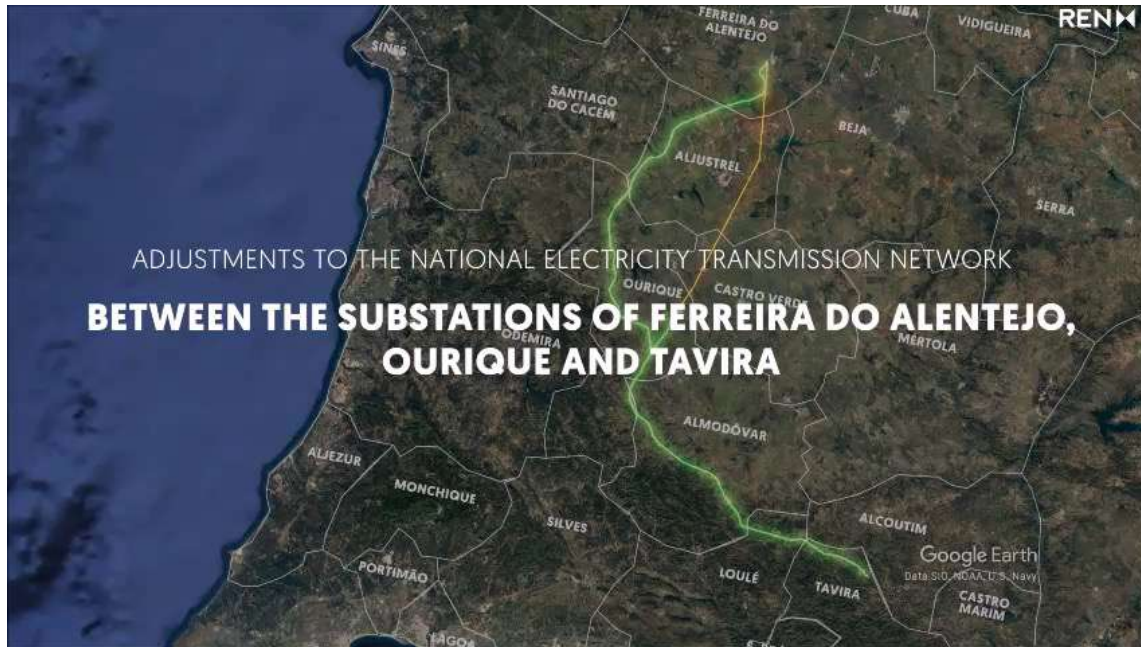 REN
CUBA
VIDIGUEIRA
FERREIRA DO
ALENTEJO
SINES
SANTIAGO
DO CACÉM
BEJA
ALJUSTREL
SERRA
ADJUSTMENTS TO THE NATIONAL ELECTRICITY TRANSMISSION NETWORK
OURIQUE
CASTRO VERDE
BETWEEN THE SUBSTATIONS OF FERREIRA DO ALENTEJO,
ODEMIRA
MÉRTOLA
OURIQUE AND TAVIRA
ALMODÔVAR
ALJEZUR
MONCHIQUE
SILVES
ALCOUTIM
Google Earth
Data SIO, NOAA, U.S. Navy
PORTIMÃO
LOULÉ
TAVIRA
CASTRO
MARIM
LAGOA